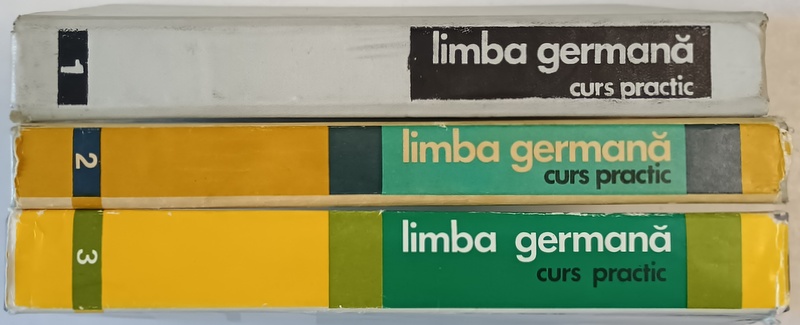 1
limba germană
curs practic
2
limba germană
curs practic
3
limba germană
curs practic